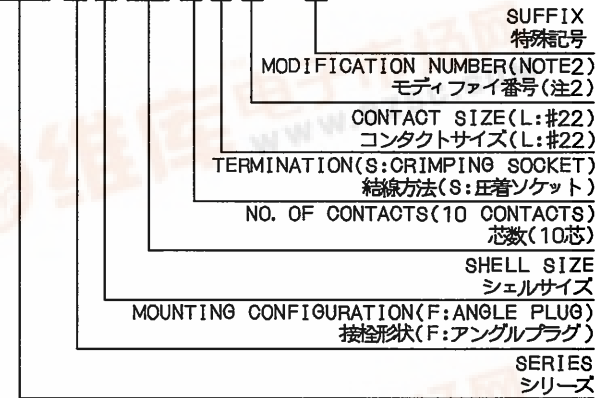 SUFFIX
特殊記号
MODIFICATION NUMBER(NOTE2)
モディファイ番号(注2)
CONTACT SIZE(L:#22)
コンタクトサイズ(L:#22)
TERMINATION(S:CRIMPING SOCKET)
結線方法(S:圧着ソケット)
NO. OF CONTACTS(10 CONTACTS)
芯数(10芯)
SHELL SIZE
シェルサイズ
MOUNTING CONFIGURATION(F:ANGLE PLUG)
接栓形状(F:アングルプラグ)
SERIES
シリーズ